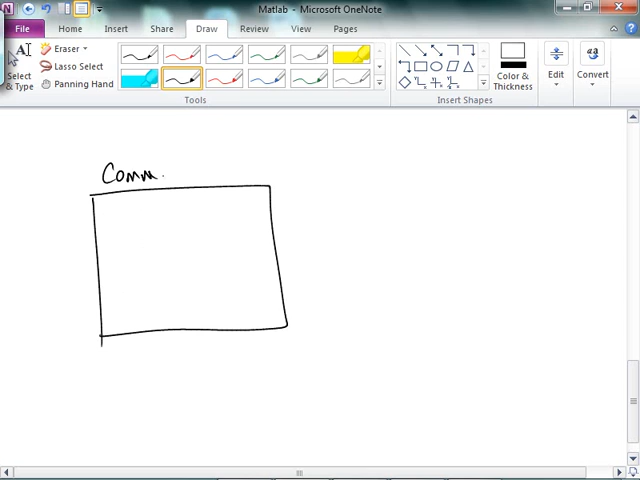 Matlab - Microsoft OneNote
File Home Insert Share Draw Review View Pages
Select & Type
Eraser
Lasso Select
Panning Hand
Color & Thickness
Edit
Convert
Tools
Insert Shapes
Comm.